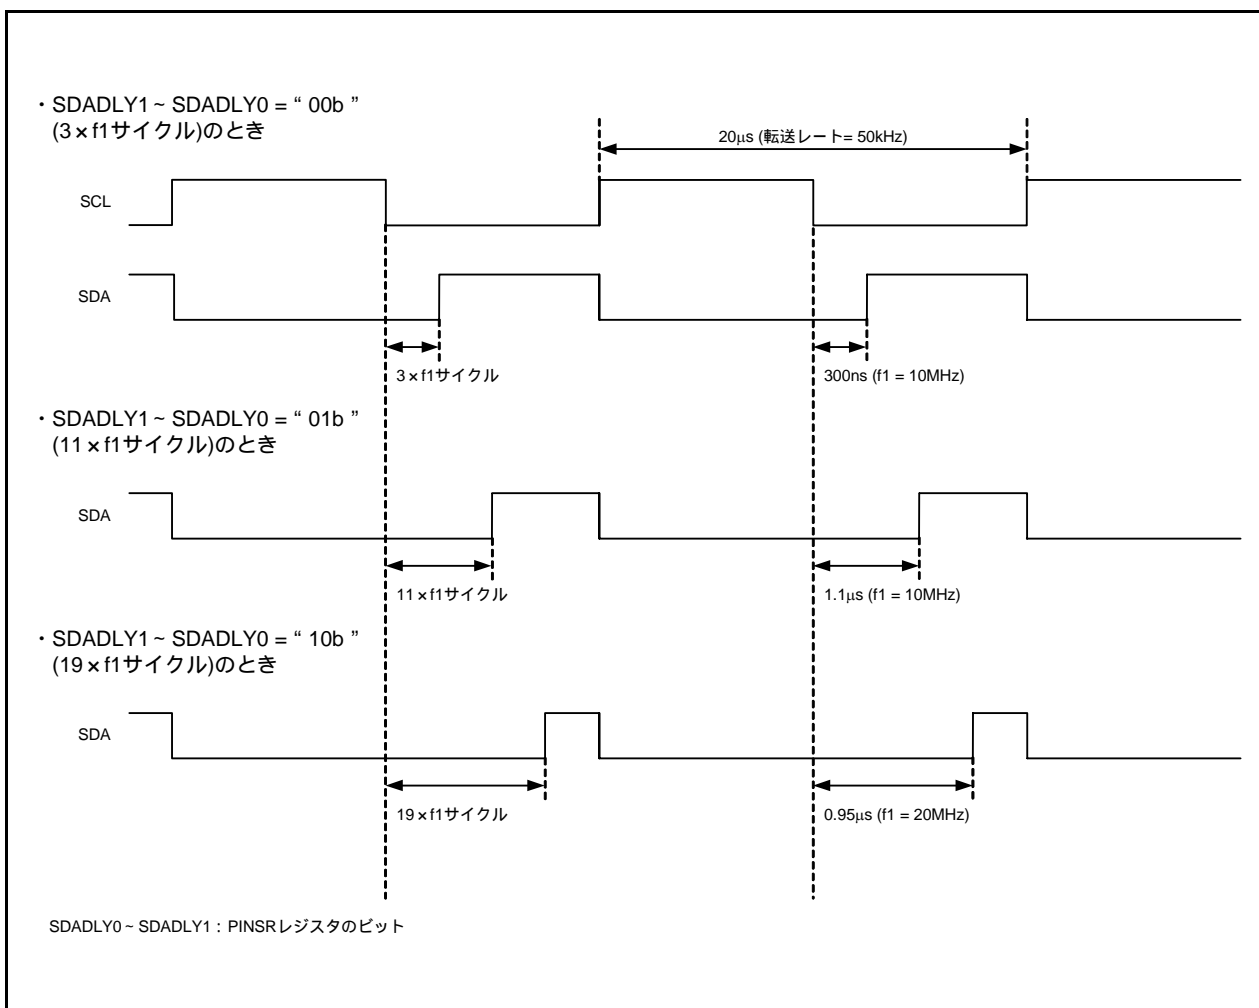 ・SDADLY1～SDADLY0 = “ 00b ”
(3×f1サイクル)のとき
20μs (転送レート= 50kHz)
SCL
SDA
3×f1サイクル
300ns (f1 = 10MHz)
・SDADLY1～SDADLY0 = “ 01b ”
(11×f1サイクル)のとき
SDA
11×f1サイクル
1.1μs (f1 = 10MHz)
・SDADLY1～SDADLY0 = “ 10b ”
(19×f1サイクル)のとき
SDA
19×f1サイクル
0.95μs (f1 = 20MHz)
SDADLY0～SDADLY1：PINSRレジスタのビット